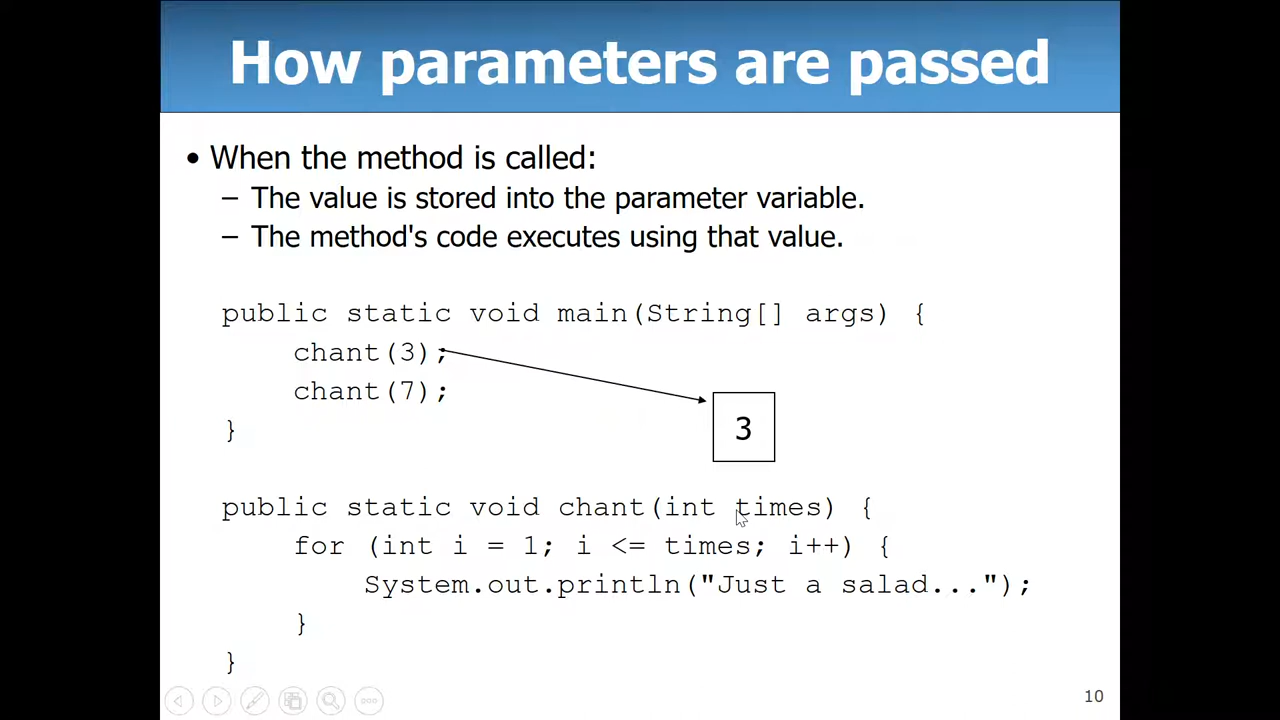 How parameters are passed
• When the method is called:
– The value is stored into the parameter variable.
– The method's code executes using that value.
public static void main(String[] args) {
chant(3);
chant(7);
}
3
public static void chant(int times) {
for (int i = 1; i <= times; i++) {
System.out.println("Just a salad...");
}
}
10